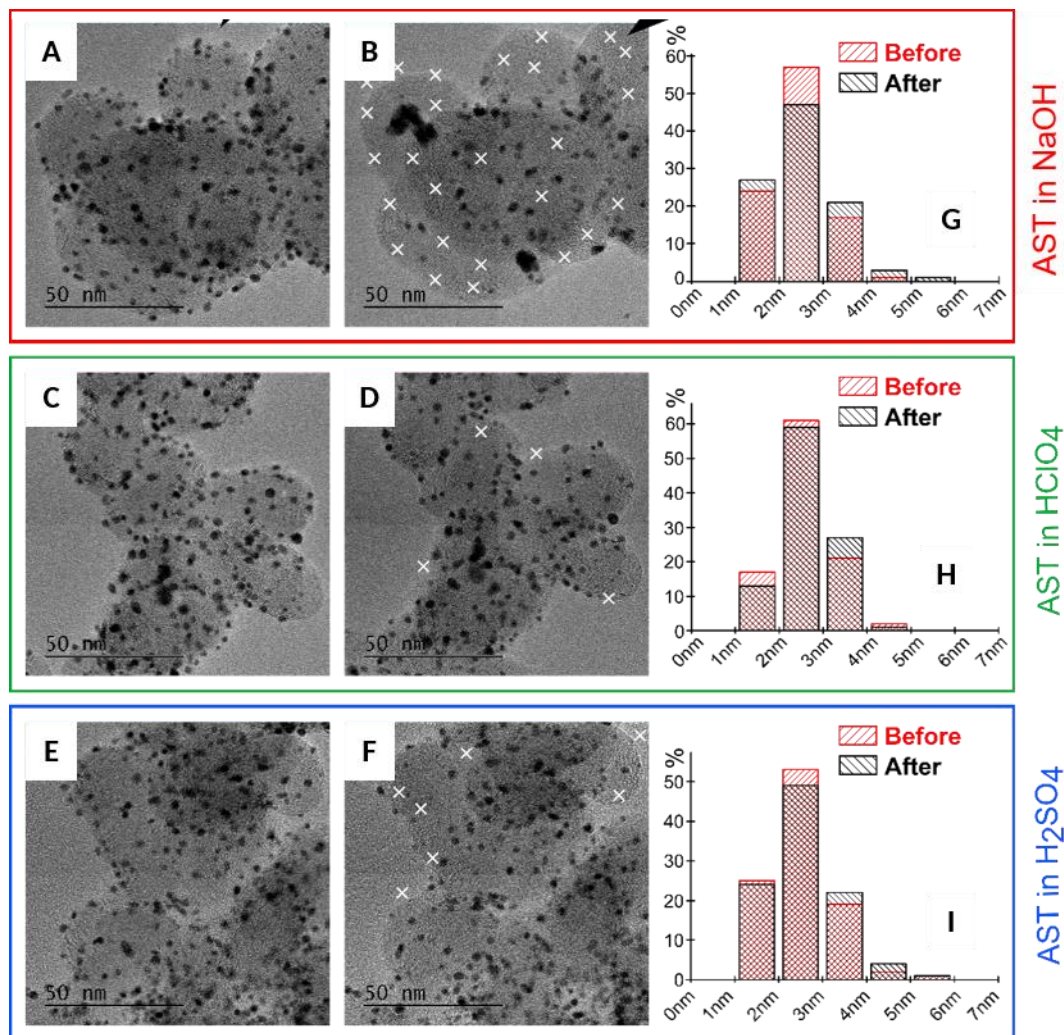 A
50 nm
B
50 nm
%
60
50
40
30
20
10
0
0nm
1nm
2nm
3nm
4nm
5nm
6nm
7nm
Before
After
G
AST in NaOH
C
50 nm
D
50 nm
%
60
50
40
30
20
10
0
0nm
1nm
2nm
3nm
4nm
5nm
6nm
7nm
Before
After
H
AST in HClO4
E
50 nm
F
50 nm
%
50
40
30
20
10
0
0nm
1nm
2nm
3nm
4nm
5nm
6nm
7nm
Before
After
I
AST in H2SO4